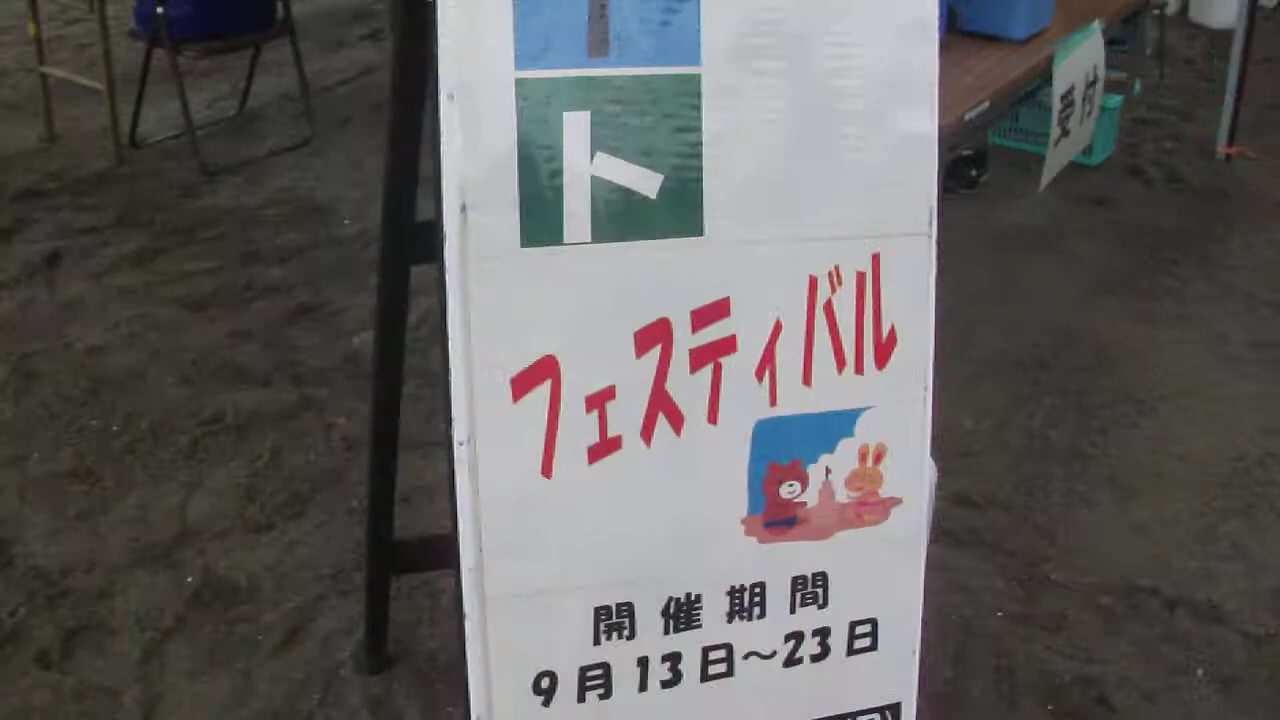 ト
フェスティバル
開催期間
9月13日～23日
受付